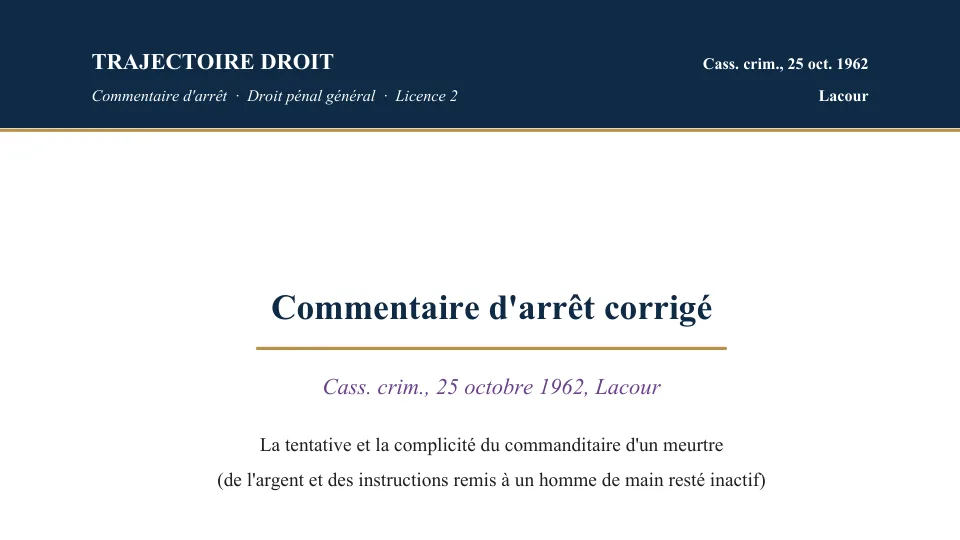 TRAJECTOIRE DROIT
Cass. crim., 25 oct. 1962
Commentaire d'arrêt · Droit pénal général · Licence 2
Lacour
Commentaire d'arrêt corrigé
Cass. crim., 25 octobre 1962, Lacour
La tentative et la complicité du commanditaire d'un meurtre
(de l'argent et des instructions remis à un homme de main resté inactif)